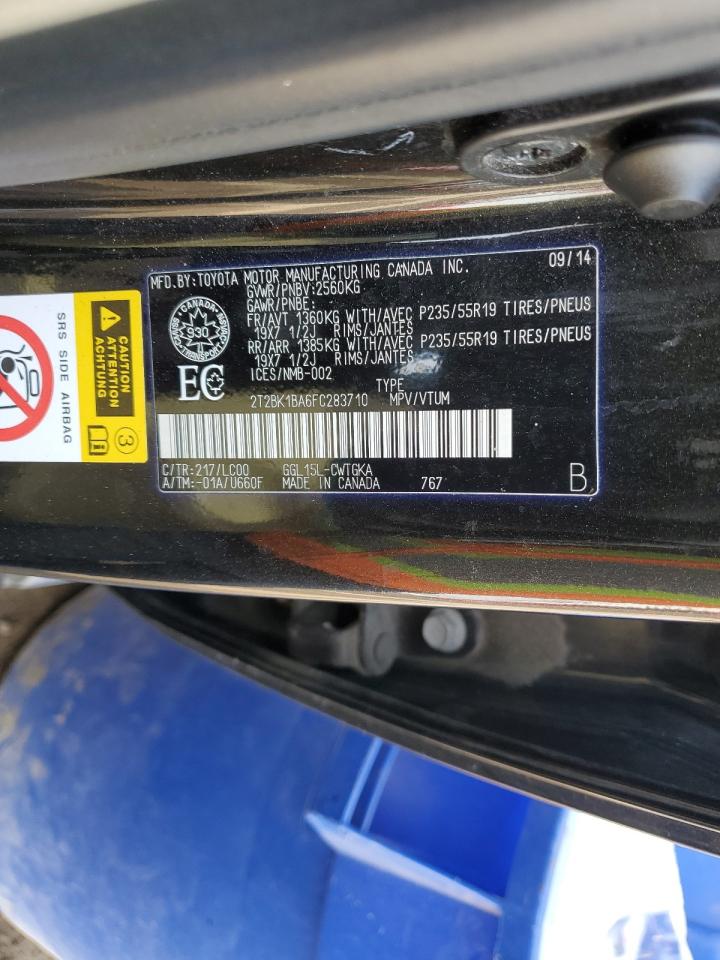 MFD.BY:TOYOTA MOTOR MANUFACTURING CANADA INC. 09/14
GVWR/PNBV:2560KG
GAWR/PNBE:
FR/AVT 1360KG WITH/AVEC P235/55R19 TIRES/PNEUS
19X7 1/2J RIMS/JANTES
RR/ARR 1385KG WITH/AVEC P235/55R19 TIRES/PNEUS
19X7 1/2J RIMS/JANTES
ICES/NMB-002
CANADA
930
TRANSPORT
EC
TYPE
2T2BK1BA6FC283710 MPV/VTUM
C/TR:217/LC00 GGL15L-CWTGKA
A/TM:-01A/U660F MADE IN CANADA 767 B
CAUTION
ATTENTION
ACHTUNG
3
SRS SIDE AIRBAG